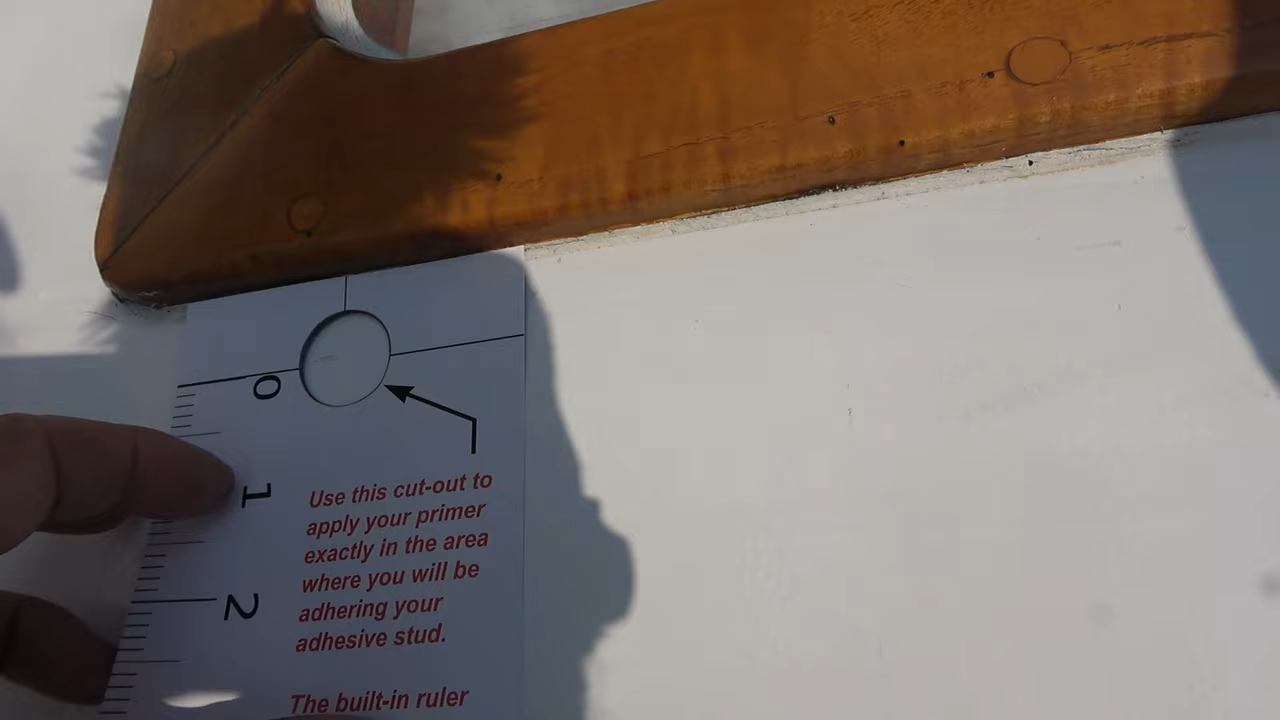 0
1
2
Use this cut-out to
apply your primer
exactly in the area
where you will be
adhering your
adhesive stud.
The built-in ruler